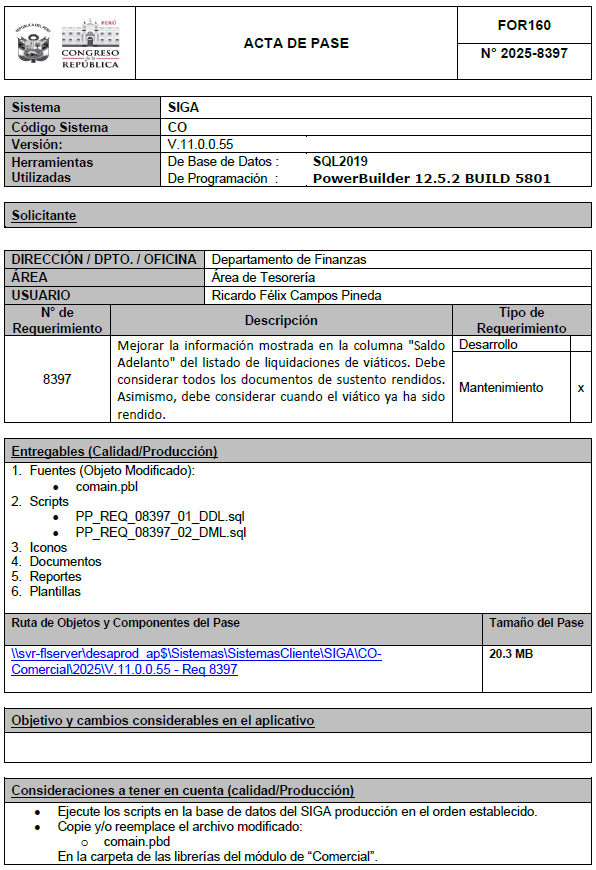 REPÚBLICA DEL PERÚ
PERÚ
CONGRESO
de la
REPÚBLICA
ACTA DE PASE
FOR160
N° 2025-8397
Sistema SIGA
Código Sistema CO
Versión: V.11.0.0.55
Herramientas De Base de Datos : SQL2019
Utilizadas De Programación : PowerBuilder 12.5.2 BUILD 5801
Solicitante
DIRECCIÓN / DPTO. / OFICINA Departamento de Finanzas
ÁREA Área de Tesorería
USUARIO Ricardo Félix Campos Pineda
N° de
Requerimiento
Descripción
Tipo de
Requerimiento
8397
Mejorar la información mostrada en la columna "Saldo
Adelanto" del listado de liquidaciones de viáticos. Debe
considerar todos los documentos de sustento rendidos.
Asimismo, debe considerar cuando el viático ya ha sido
rendido.
Desarrollo
Mantenimiento x
Entregables (Calidad/Producción)
1. Fuentes (Objeto Modificado):
• comain.pbl
2. Scripts
• PP_REQ_08397_01_DDL.sql
• PP_REQ_08397_02_DML.sql
3. Iconos
4. Documentos
5. Reportes
6. Plantillas
Ruta de Objetos y Componentes del Pase Tamaño del Pase
\\svr-flserver\desaprod_ap$\Sistemas\SistemasCliente\SIGA\CO- 20.3 MB
Comercial\2025\V.11.0.0.55 - Req 8397
Objetivo y cambios considerables en el aplicativo
Consideraciones a tener en cuenta (calidad/Producción)
• Ejecute los scripts en la base de datos del SIGA producción en el orden establecido.
• Copie y/o reemplace el archivo modificado:
o comain.pbd
En la carpeta de las librerías del módulo de “Comercial”.